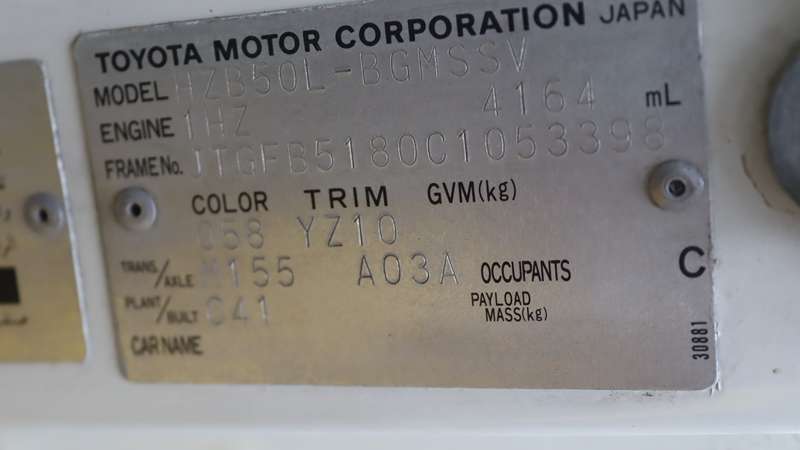 TOYOTA MOTOR CORPORATION JAPAN
MODEL HZB50L-BGMSSV
ENGINE 1HZ 4164 mL
FRAME No. JTGFB5180C1053398
COLOR TRIM GVM(kg)
058 YZ10
TRANS/AXLE M155 A03A OCCUPANTS C
PLANT/BUILT C41 PAYLOAD MASS(kg)
CAR NAME
30881